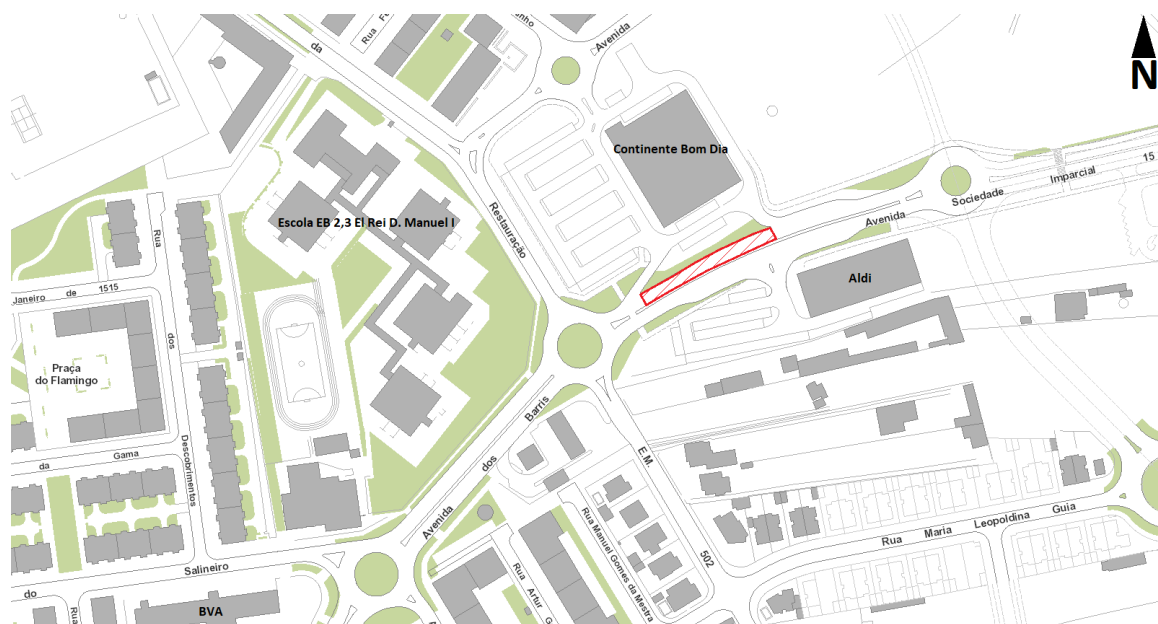 da
Rua
Avenida
N
Continente Bom Dia
Escola EB 2,3 El Rei D. Manuel I
Restauração
Avenida
Sociedade
Imparcial
15
Rua
Janeiro de 1515
dos
Aldi
Praça
do Flamingo
Descobrimentos
da Gama
Avenida
dos
Barris
E.M.
502
Rua Manuel Gomes da Mestra
Rua Maria Leopoldina Guia
Salineiro
do
Rua
BVA
Rua
Artur